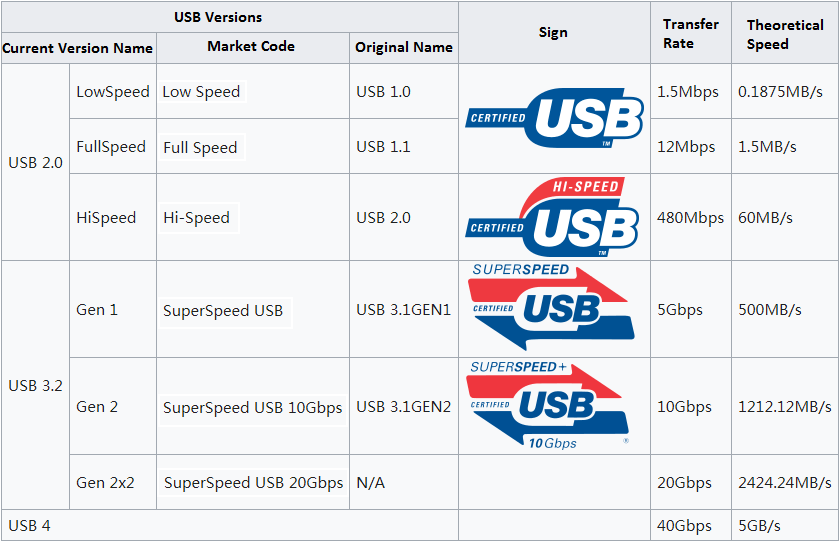 USB Versions
Sign
Transfer Rate
Theoretical Speed
Current Version Name
Market Code
Original Name
USB 2.0
LowSpeed
Low Speed
USB 1.0
CERTIFIED USB™
1.5Mbps
0.1875MB/s
FullSpeed
Full Speed
USB 1.1
12Mbps
1.5MB/s
HiSpeed
Hi-Speed
USB 2.0
HI-SPEED
CERTIFIED USB™
480Mbps
60MB/s
USB 3.2
Gen 1
SuperSpeed USB
USB 3.1GEN1
SUPERSPEED
CERTIFIED USB
5Gbps
500MB/s
Gen 2
SuperSpeed USB 10Gbps
USB 3.1GEN2
SUPERSPEED+
CERTIFIED USB
10Gbps ®
10Gbps
1212.12MB/s
Gen 2x2
SuperSpeed USB 20Gbps
N/A
20Gbps
2424.24MB/s
USB 4
40Gbps
5GB/s